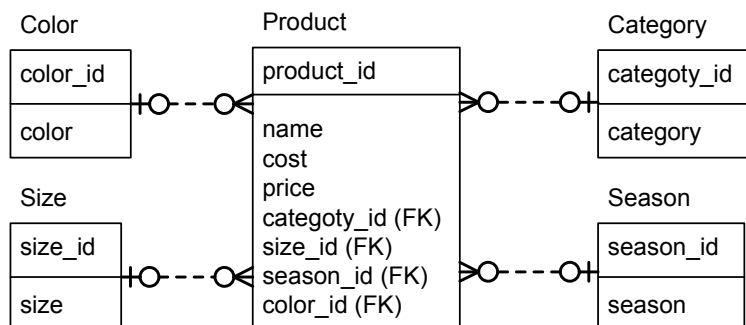 Color
color_id
color
Size
size_id
size
Product
product_id
name
cost
price
categoty_id (FK)
size_id (FK)
season_id (FK)
color_id (FK)
Category
categoty_id
category
Season
season_id
season